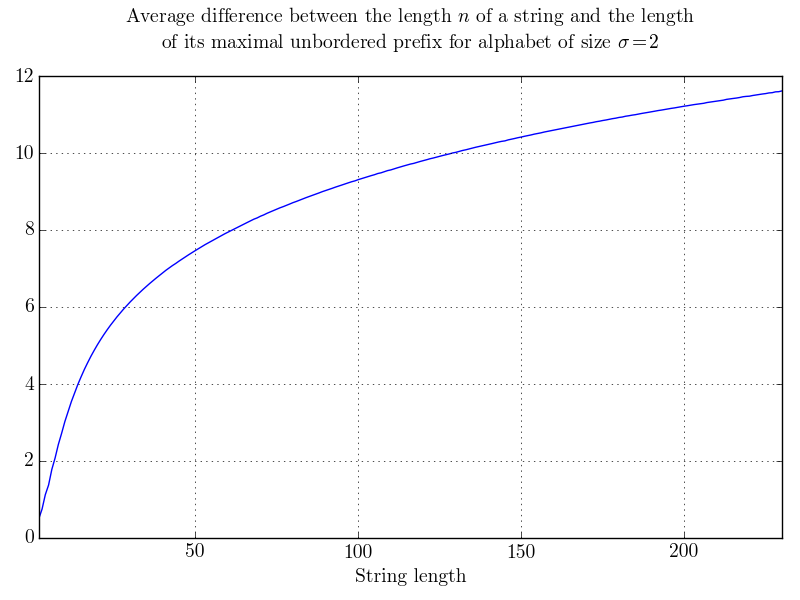 Average difference between the length n of a string and the length
of its maximal unbordered prefix for alphabet of size σ=2
12
10
8
6
4
2
0
50 100 150 200
String length